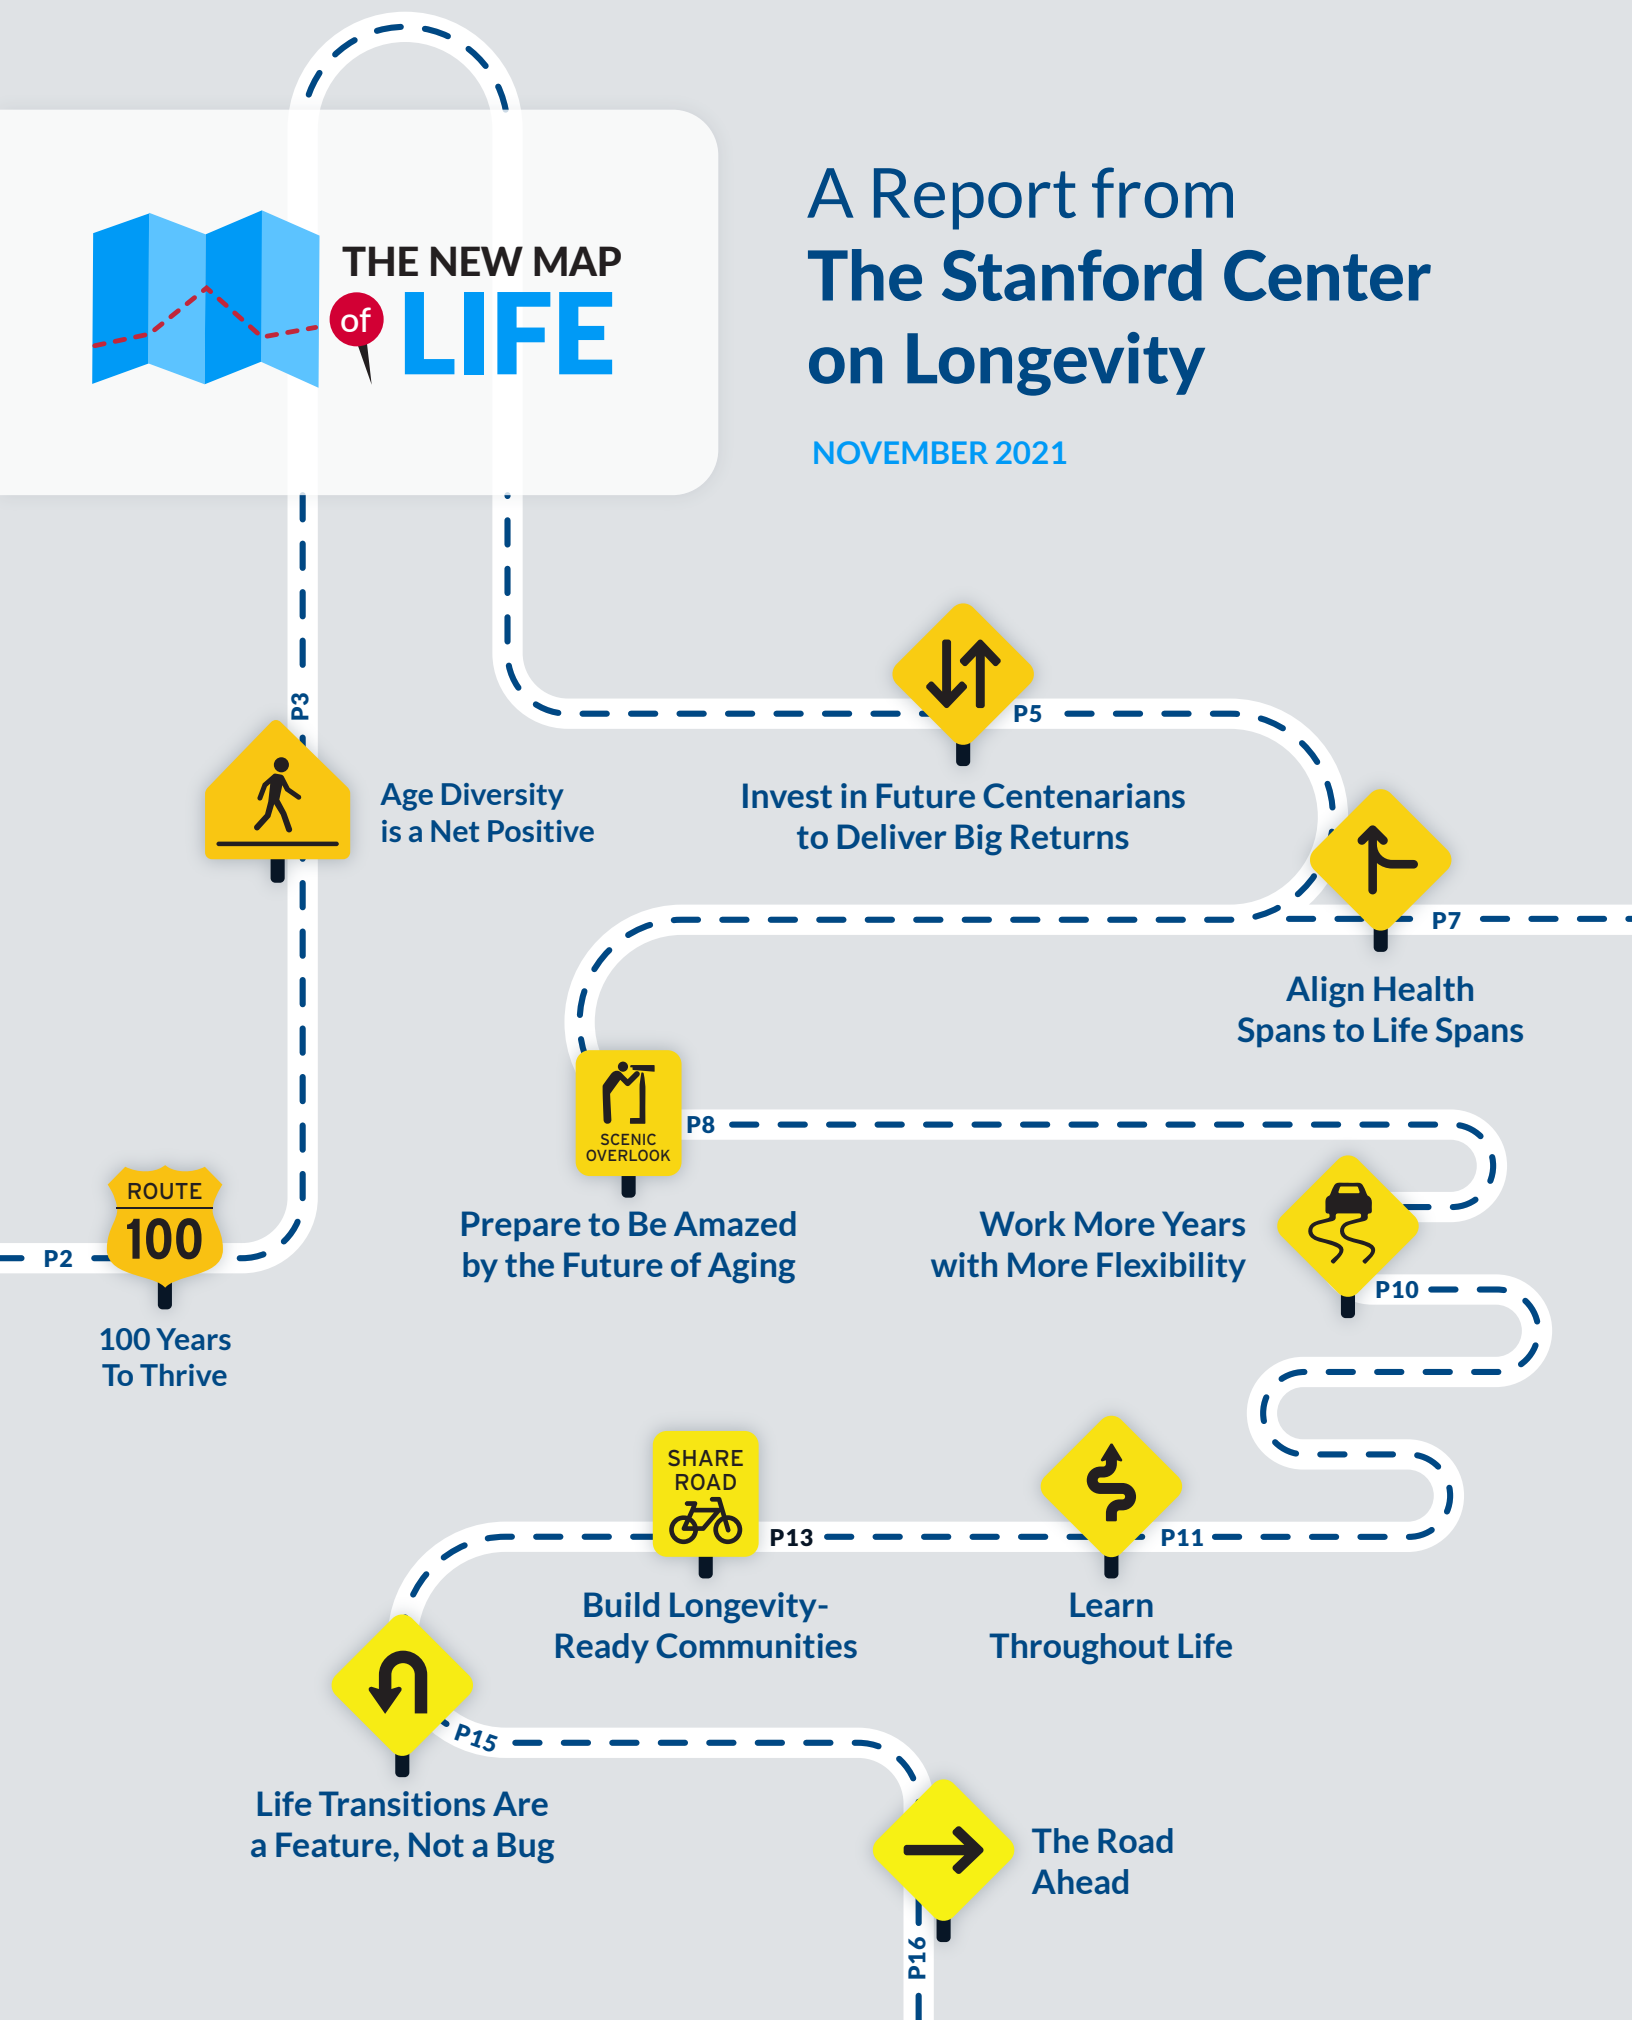 THE NEW MAP
of LIFE
A Report from
The Stanford Center
on Longevity
NOVEMBER 2021
P2
ROUTE
100
100 Years
To Thrive
P3
Age Diversity
is a Net Positive
P5
Invest in Future Centenarians
to Deliver Big Returns
P7
Align Health
Spans to Life Spans
P8
SCENIC
OVERLOOK
Prepare to Be Amazed
by the Future of Aging
Work More Years
with More Flexibility
P10
P11
Learn
Throughout Life
SHARE
ROAD
P13
Build Longevity-
Ready Communities
P15
Life Transitions Are
a Feature, Not a Bug
The Road
Ahead
P16